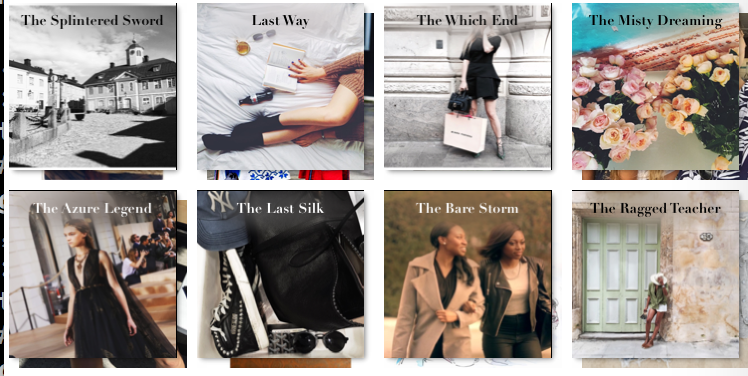 The Splintered Sword
Last Way
The Which End
The Misty Dreaming
The Azure Legend
The Last Silk
The Bare Storm
The Ragged Teacher